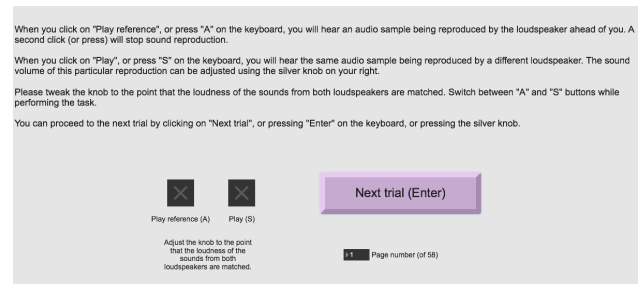 When you click on "Play reference", or press "A" on the keyboard, you will hear an audio sample being reproduced by the loudspeaker ahead of you. A
second click (or press) will stop sound reproduction.
When you click on "Play", or press "S" on the keyboard, you will hear the same audio sample being reproduced by a different loudspeaker. The sound
volume of this particular reproduction can be adjusted using the silver knob on your right.
Please tweak the knob to the point that the loudness of the sounds from both loudspeakers are matched. Switch between "A" and "S" buttons while
performing the task.
You can proceed to the next trial by clicking on "Next trial", or pressing "Enter" on the keyboard, or pressing the silver knob.
Next trial (Enter)
Play reference (A) Play (S)
Adjust the knob to the point
that the loudness of the
sounds from both
loudspeakers are matched.
1 Page number (of 58)